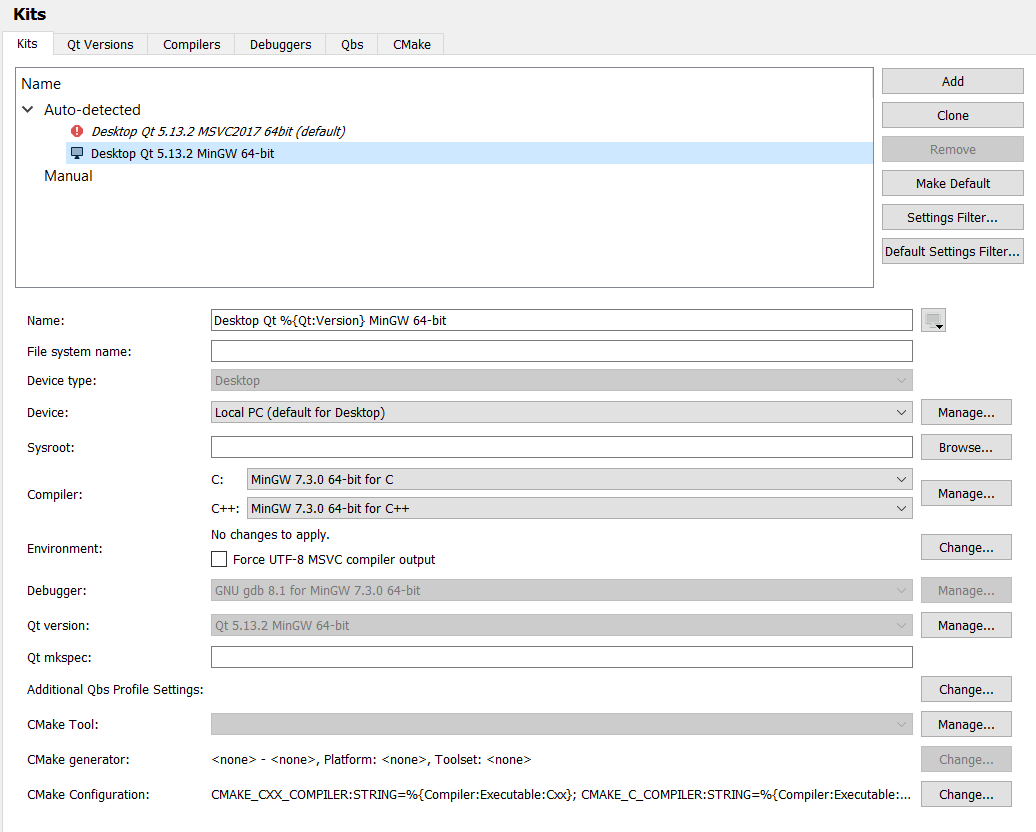 Kits
Kits Qt Versions Compilers Debuggers Qbs CMake
Name
Auto-detected
Desktop Qt 5.13.2 MSVC2017 64bit (default)
Desktop Qt 5.13.2 MinGW 64-bit
Manual
Add
Clone
Remove
Make Default
Settings Filter...
Default Settings Filter...
Name: Desktop Qt %{Qt:Version} MinGW 64-bit
File system name:
Device type: Desktop
Device: Local PC (default for Desktop) Manage...
Sysroot: Browse...
Compiler: C: MinGW 7.3.0 64-bit for C
C++: MinGW 7.3.0 64-bit for C++ Manage...
Environment: No changes to apply. Change...
Force UTF-8 MSVC compiler output
Debugger: GNU gdb 8.1 for MinGW 7.3.0 64-bit Manage...
Qt version: Qt 5.13.2 MinGW 64-bit Manage...
Qt mkspec:
Additional Qbs Profile Settings: Change...
CMake Tool: Manage...
CMake generator: <none> - <none>, Platform: <none>, Toolset: <none> Change...
CMake Configuration: CMAKE_CXX_COMPILER:STRING=%{Compiler:Executable:Cxx}; CMAKE_C_COMPILER:STRING=%{Compiler:Executable:... Change...